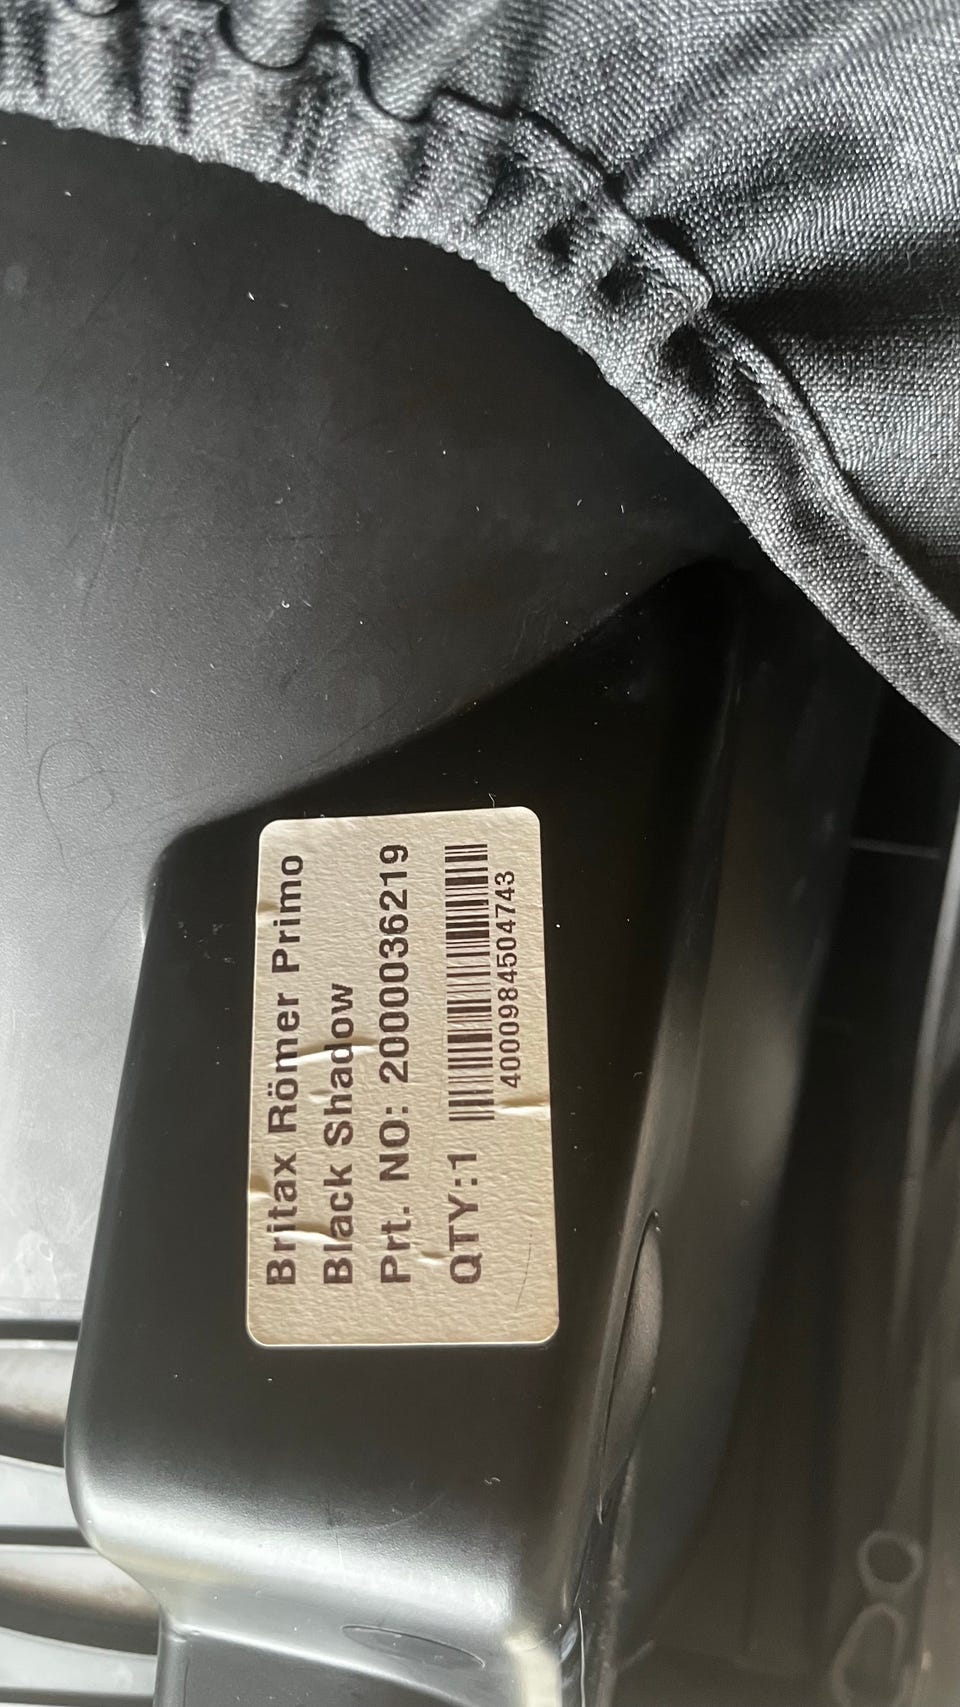 Britax Römer Primo
Black Shadow
Prt. NO: 2000036219
QTY:1
4000984504743